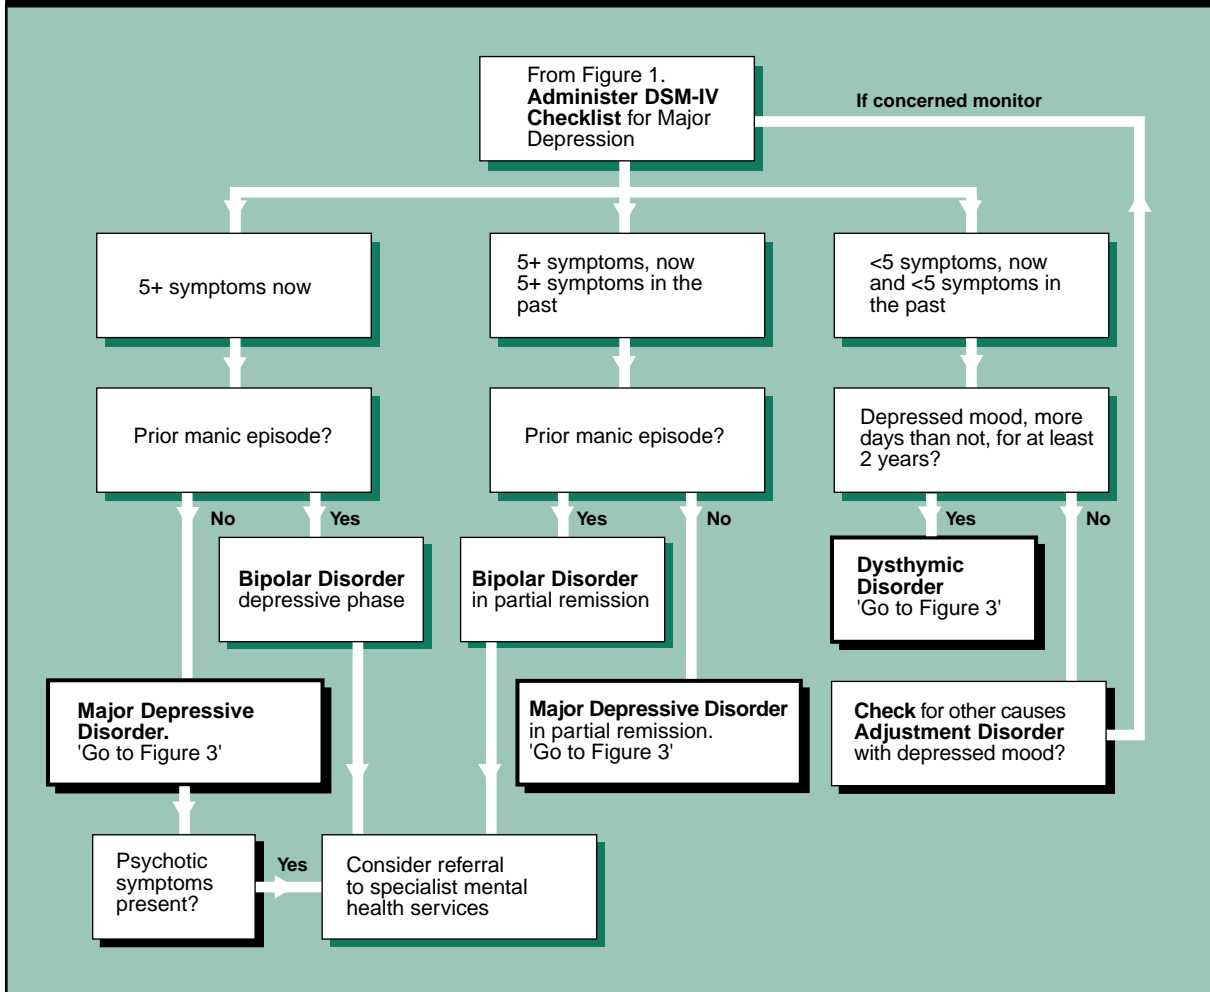 From Figure 1.
Administer DSM-IV
Checklist for Major
Depression
If concerned monitor
5+ symptoms now
5+ symptoms, now
5+ symptoms in the
past
<5 symptoms, now
and <5 symptoms in
the past
Prior manic episode?
Prior manic episode?
Depressed mood, more
days than not, for at least
2 years?
No
Yes
Yes
No
Yes
No
Bipolar Disorder
depressive phase
Bipolar Disorder
in partial remission
Dysthymic
Disorder
'Go to Figure 3'
Major Depressive
Disorder.
'Go to Figure 3'
Major Depressive Disorder
in partial remission.
'Go to Figure 3'
Check for other causes
Adjustment Disorder
with depressed mood?
Psychotic
symptoms
present?
Yes
Consider referral
to specialist mental
health services